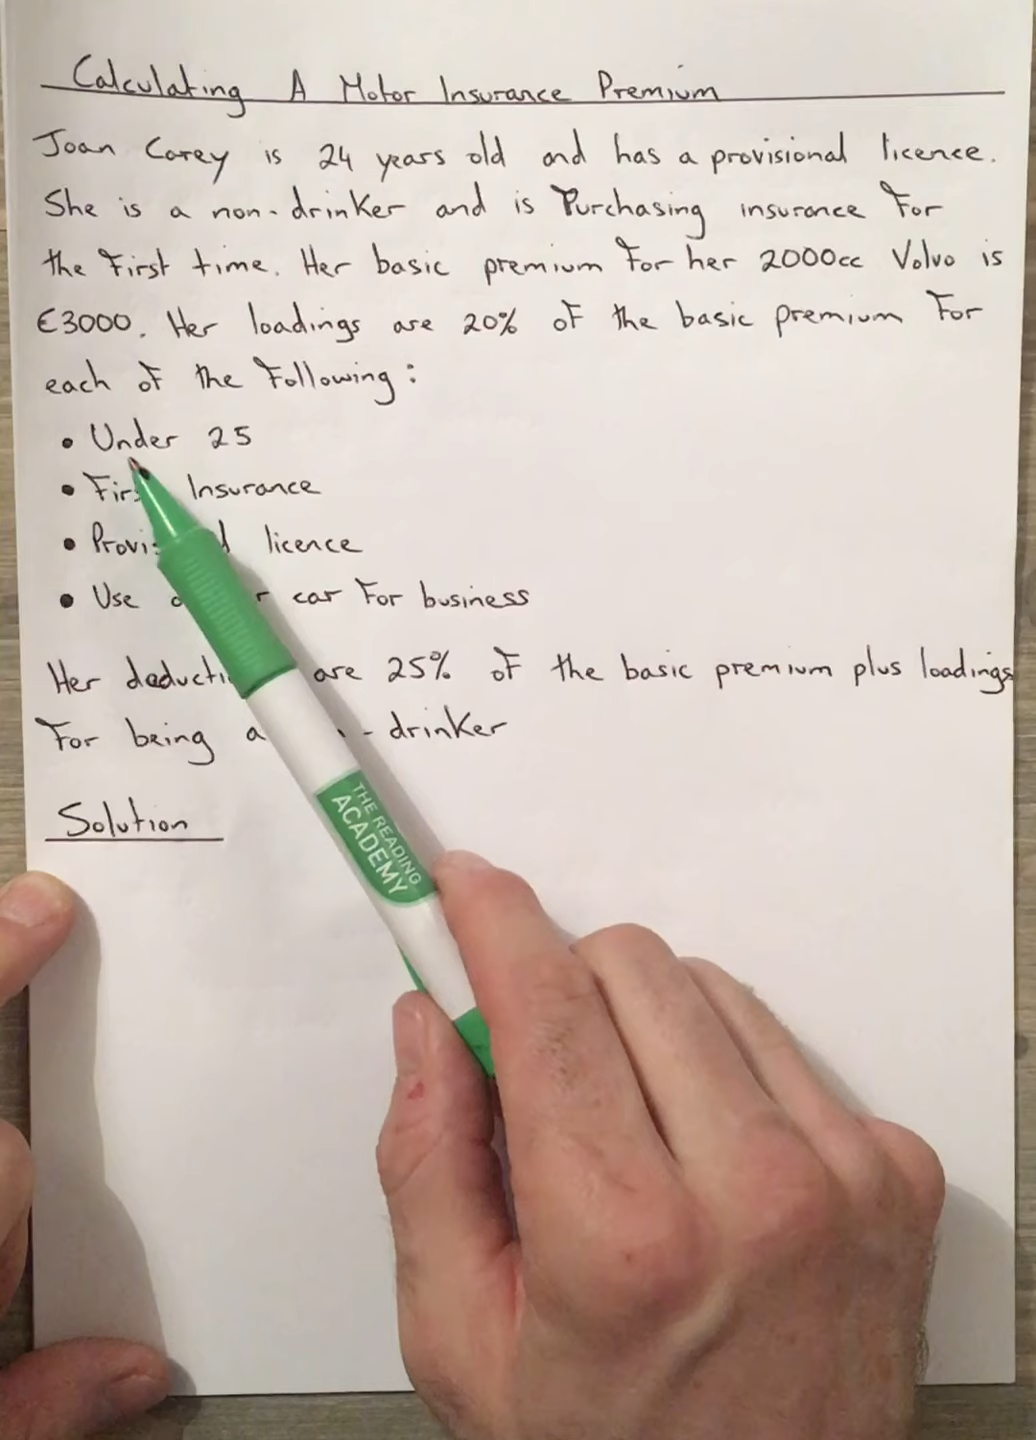 Calculating A Motor Insurance Premium
Joan Carey is 24 years old and has a provisional licence.
She is a non-drinker and is Purchasing insurance For
the First time. Her basic premium For her 2000cc Volvo is
€3000. Her loadings are 20% oF the basic premium For
each oF the Following:
• Under 25
• Insurance
• licence
• Use car For business
Her are 25% oF the basic premium plus loadings
For being a - drinker
Solution
THE READING
ACADEMY